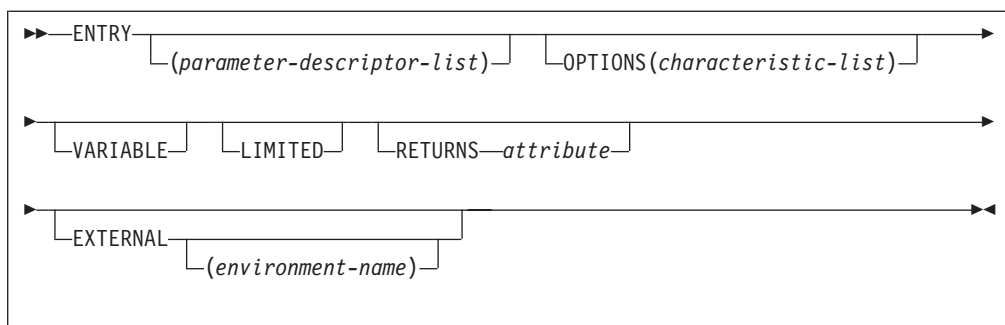 ENTRY
(parameter-descriptor-list) OPTIONS(characteristic-list)
VARIABLE LIMITED RETURNS attribute
EXTERNAL
(environment-name)